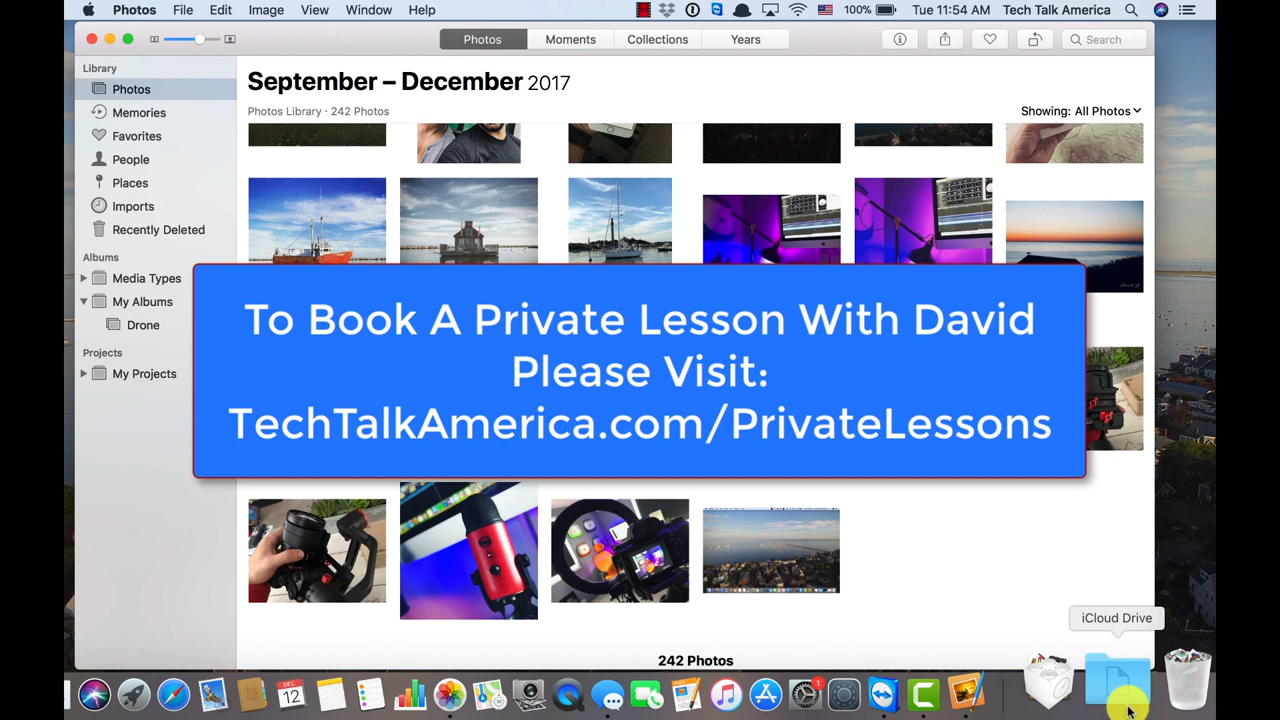 Photos File Edit Image View Window Help
100% Tue 11:54 AM Tech Talk America
Photos Moments Collections Years
Search
Library
Photos
Memories
Favorites
People
Places
Imports
Recently Deleted
Albums
Media Types
My Albums
Drone
Projects
My Projects
September – December 2017
Photos Library · 242 Photos
Showing: All Photos
To Book A Private Lesson With David
Please Visit:
TechTalkAmerica.com/PrivateLessons
242 Photos
iCloud Drive
DEC
12
1